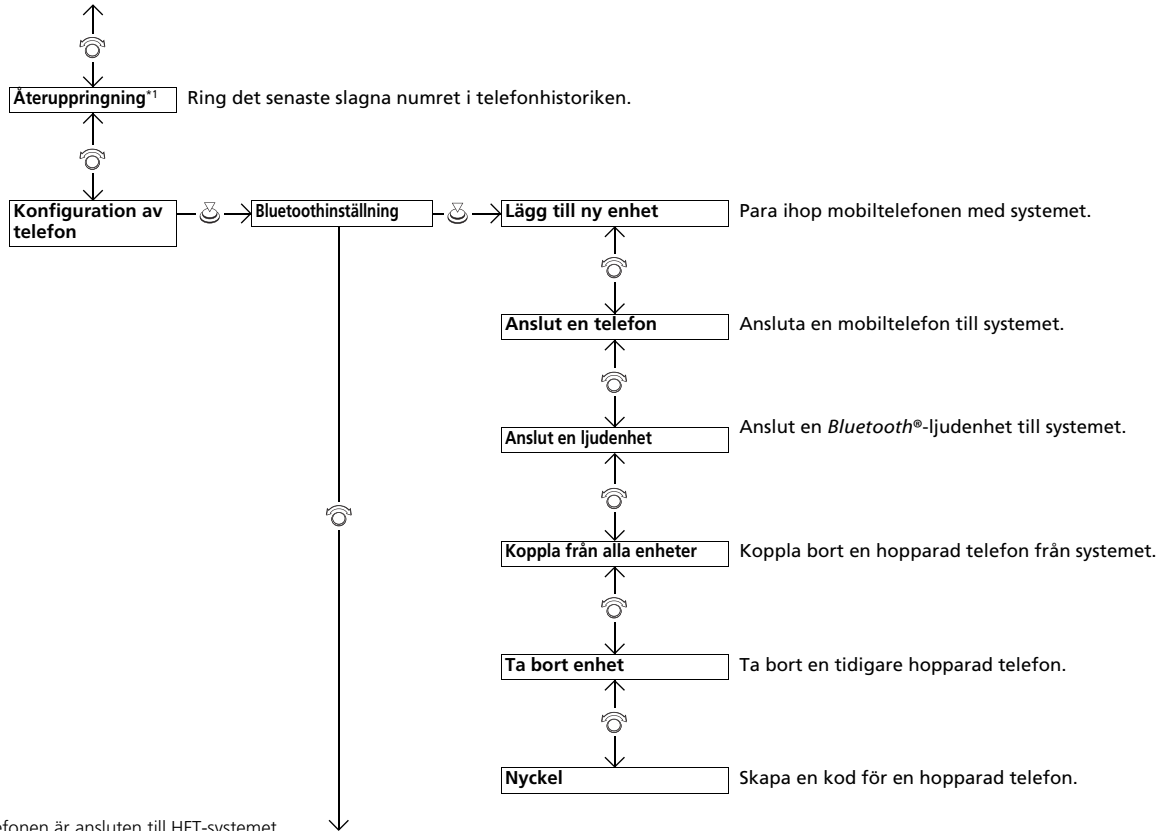 Återuppringning*1 Ring det senaste slagna numret i telefonhistoriken.
Konfiguration av
telefon
Bluetoothinställning
Lägg till ny enhet Para ihop mobiltelefonen med systemet.
Anslut en telefon Ansluta en mobiltelefon till systemet.
Anslut en ljudenhet Anslut en Bluetooth®-ljudenhet till systemet.
Koppla från alla enheter Koppla bort en hopparad telefon från systemet.
Ta bort enhet Ta bort en tidigare hopparad telefon.
Nyckel Skapa en kod för en hopparad telefon.
är ansluten till HFT-systemet